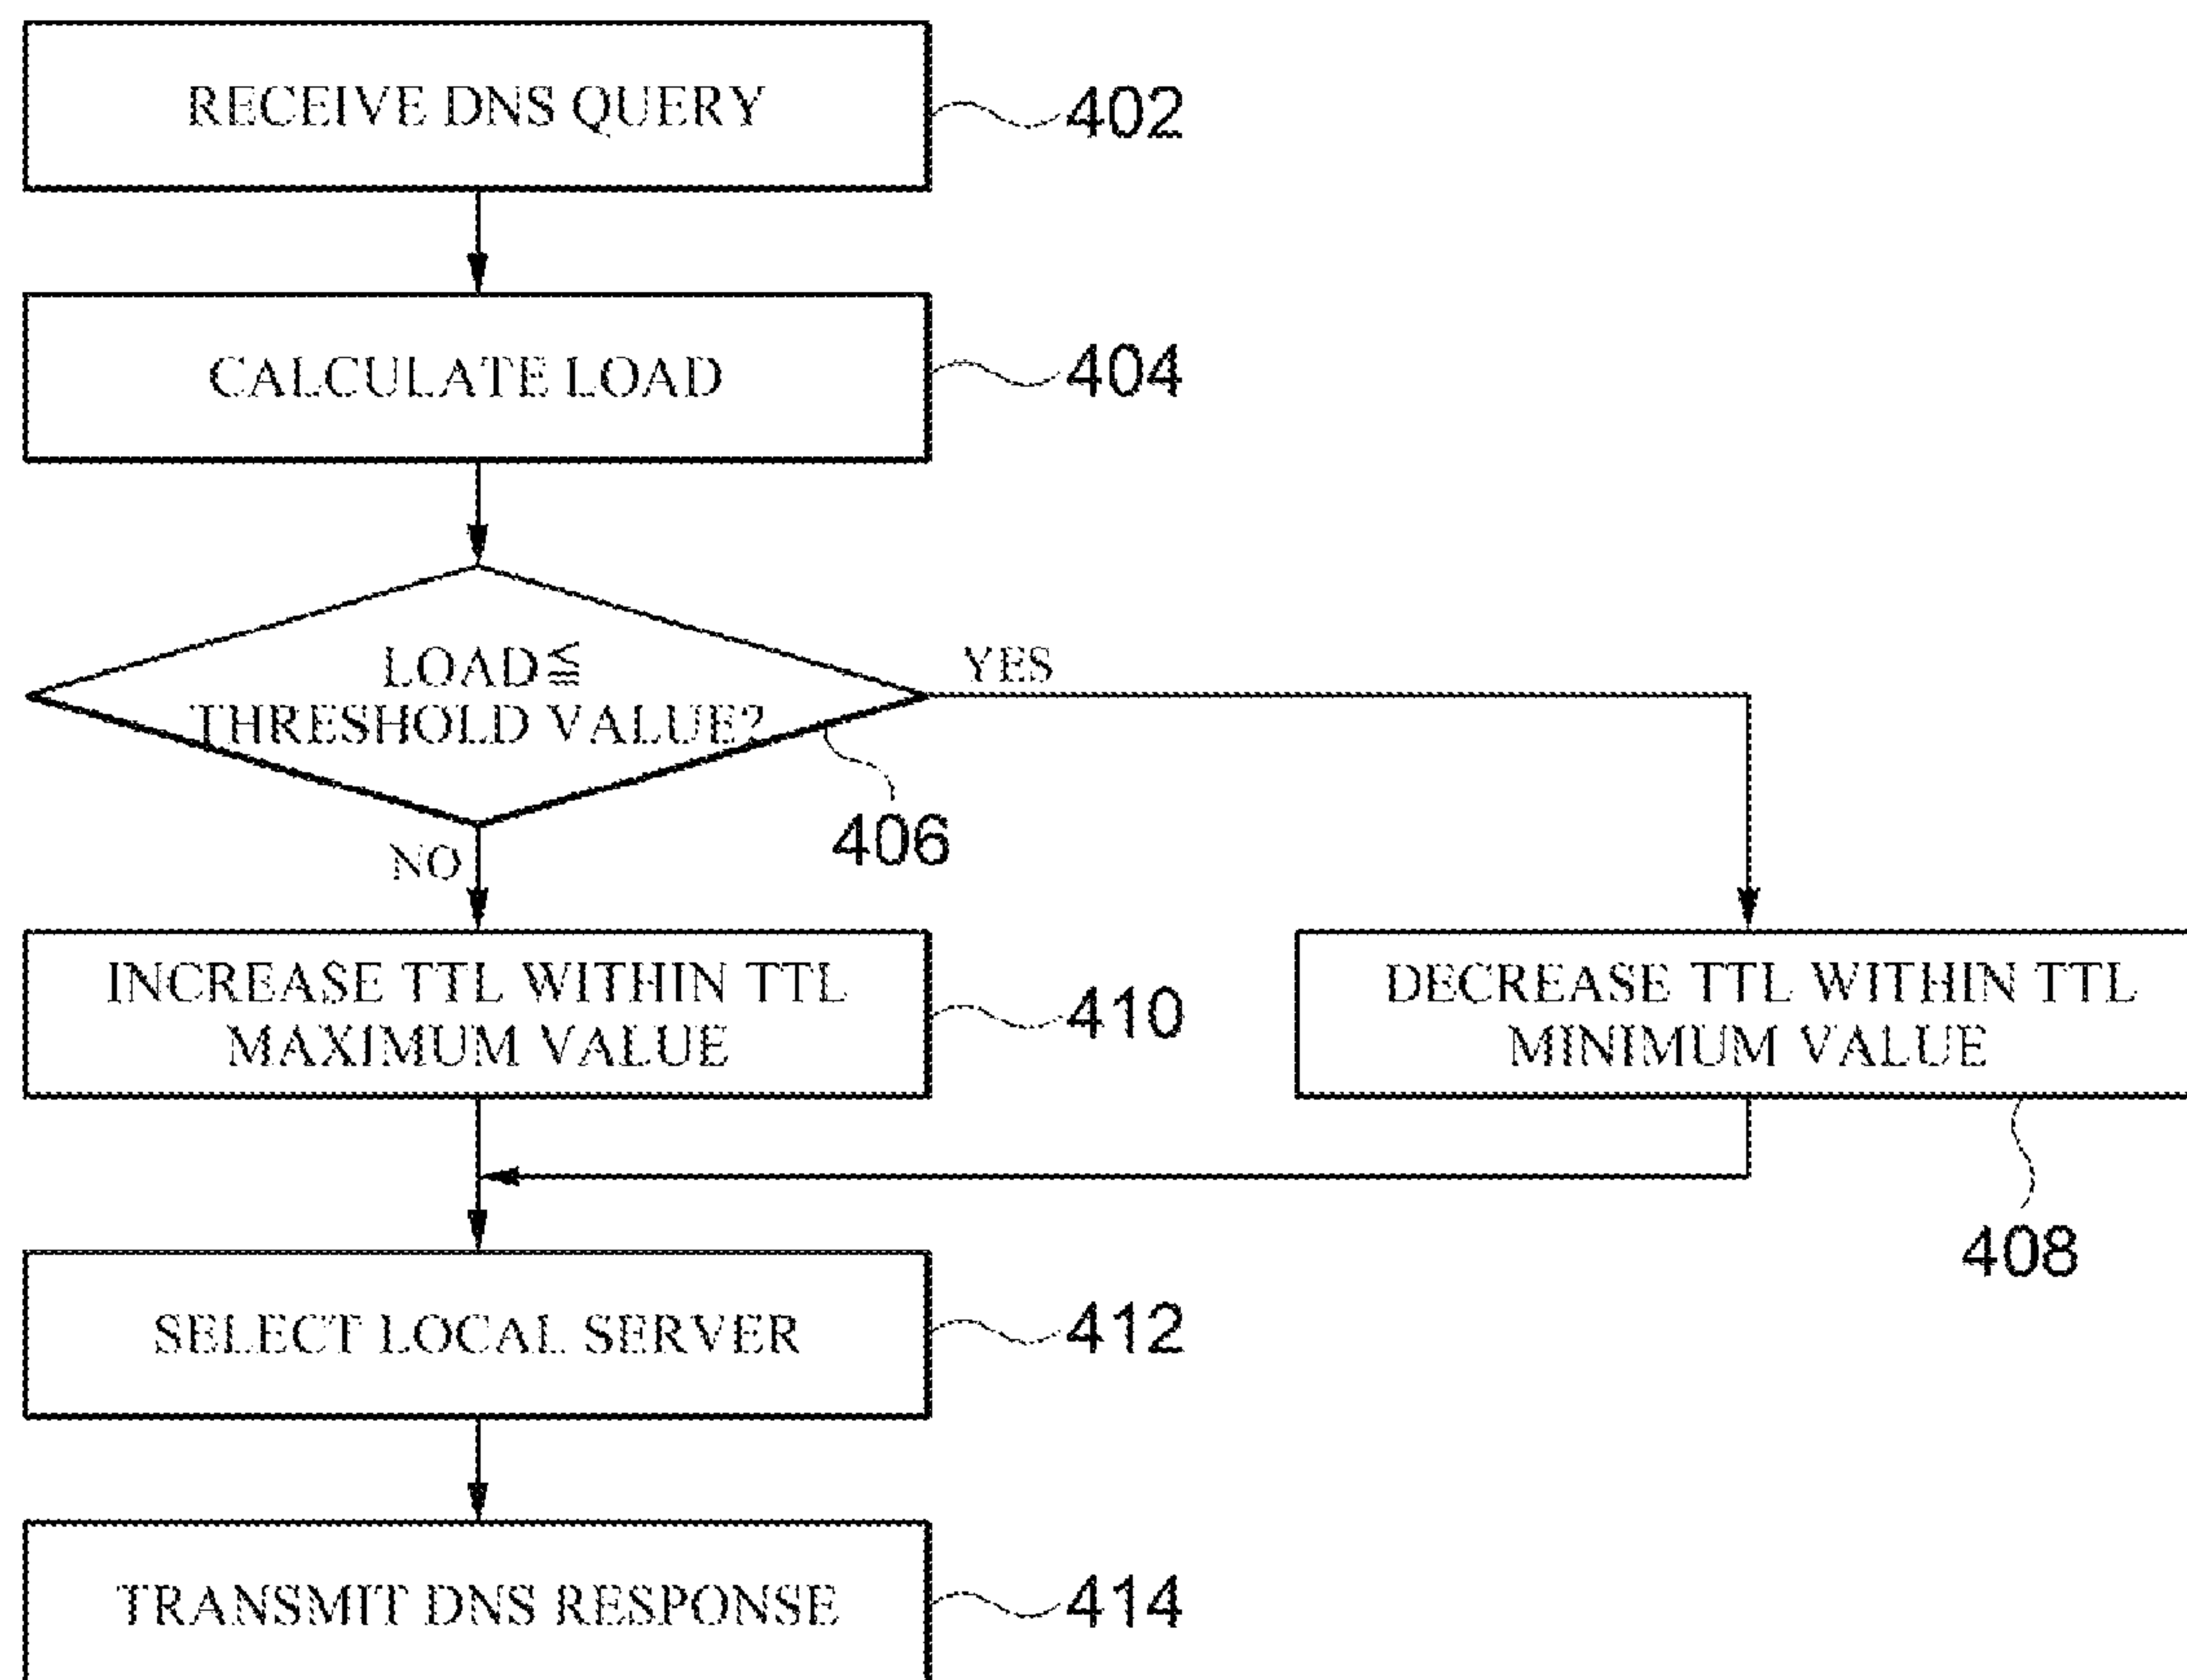 RECEIVE DNS QUERY
402
CALCULATE LOAD
404
LOAD≦
THRESHOLD VALUE?
YES
406
NO
INCREASE TTL WITHIN TTL
MAXIMUM VALUE
410
DECREASE TTL WITHIN TTL
MINIMUM VALUE
408
SELECT LOCAL SERVER
412
TRANSMIT DNS RESPONSE
414